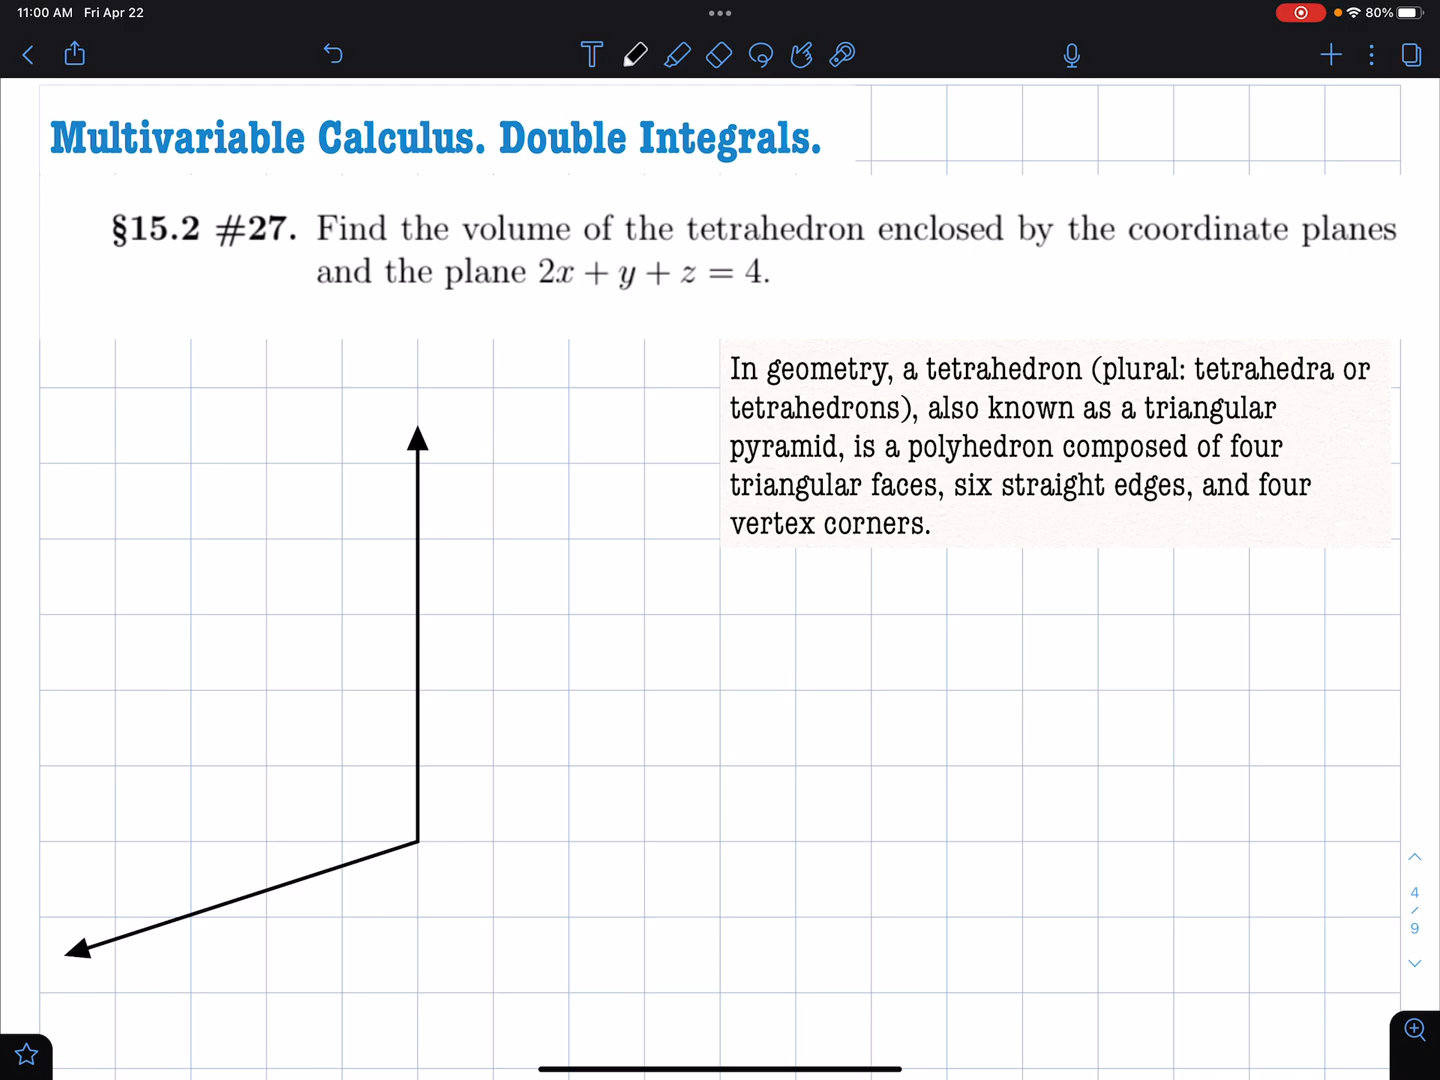 11:00 AM Fri Apr 22
80%
Multivariable Calculus. Double Integrals.
§15.2 #27. Find the volume of the tetrahedron enclosed by the coordinate planes
and the plane 2x + y + z = 4.
In geometry, a tetrahedron (plural: tetrahedra or
tetrahedrons), also known as a triangular
pyramid, is a polyhedron composed of four
triangular faces, six straight edges, and four
vertex corners.
4
/
9